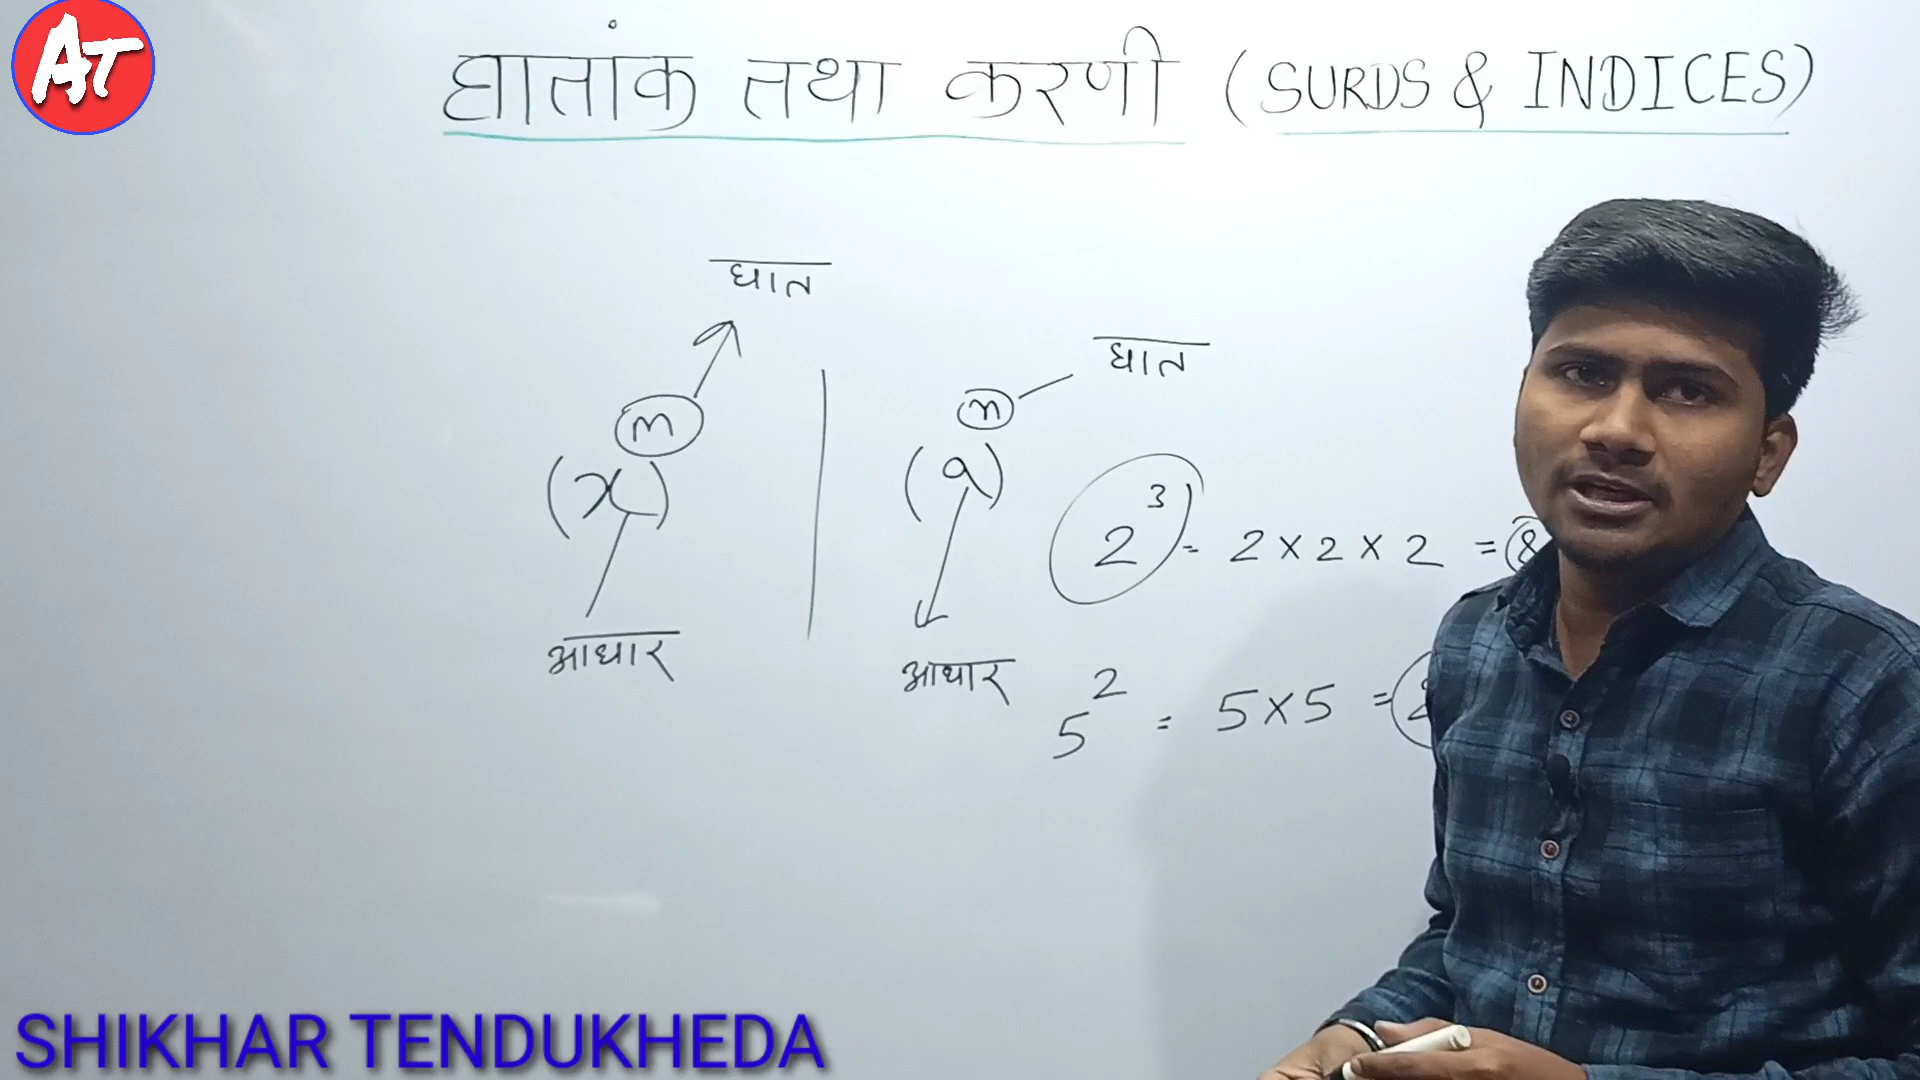 AT
घातांक तथा करणी (SURDS & INDICES)
घात
घात
m
n
(x)
(a)
2³ = 2 × 2 × 2 = 8
आधार
आधार
5² = 5×5 =
SHIKHAR TENDUKHEDA